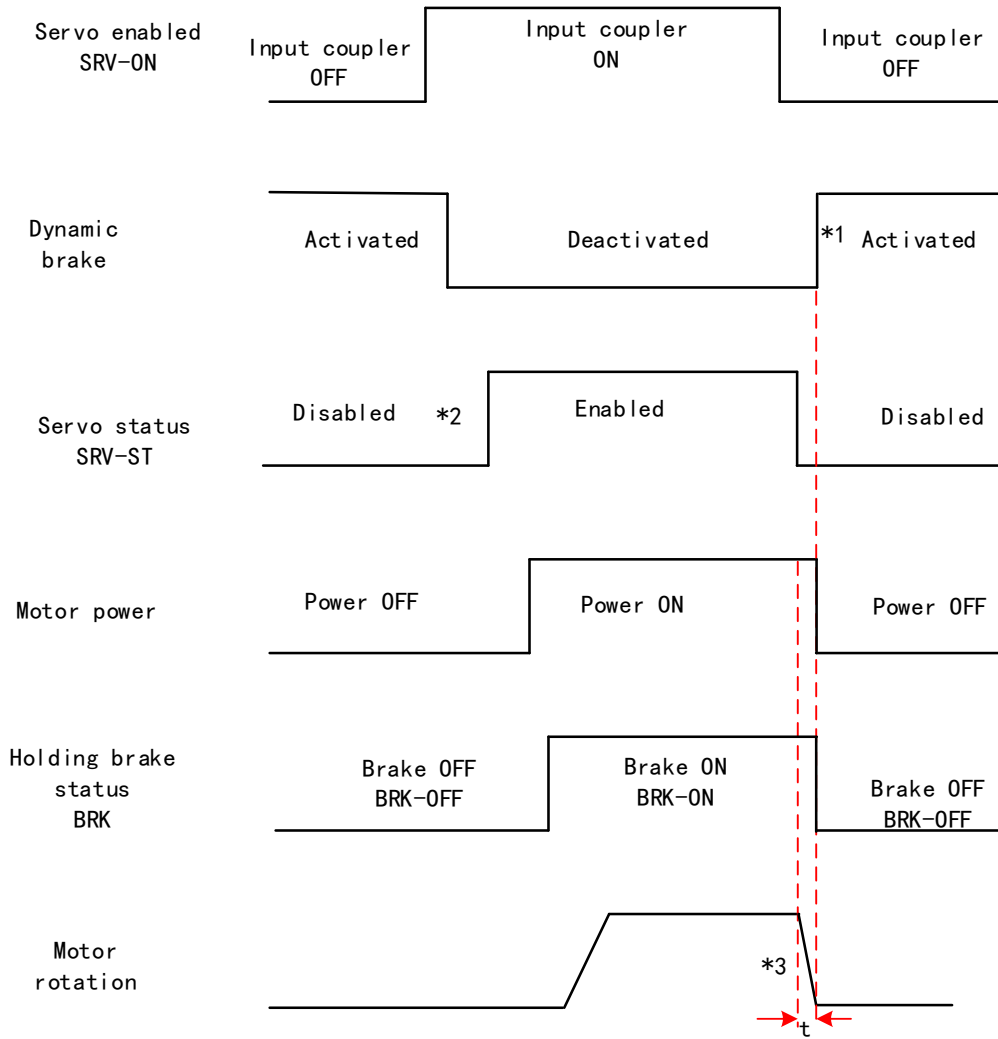 Servo enabled
SRV-ON
Input coupler
OFF
Input coupler
ON
Input coupler
OFF
Dynamic
brake
Activated
Deactivated
*1 Activated
Servo status
SRV-ST
Disabled
*2
Enabled
Disabled
Motor power
Power OFF
Power ON
Power OFF
Holding brake
status
BRK
Brake OFF
BRK-OFF
Brake ON
BRK-ON
Brake OFF
BRK-OFF
Motor
rotation
*3
t